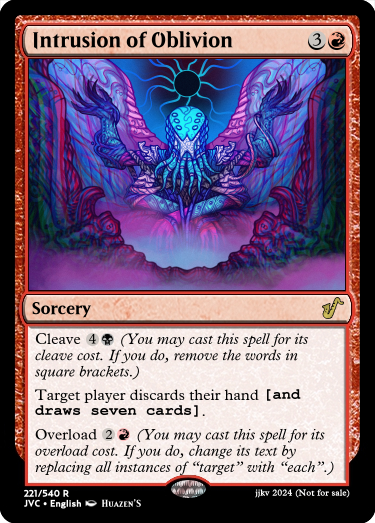 Intrusion of Oblivion 3
Sorcery
Cleave 4 (You may cast this spell for its
cleave cost. If you do, remove the words in
square brackets.)
Target player discards their hand [and
draws seven cards].
Overload 2 (You may cast this spell for its
overload cost. If you do, change its text by
replacing all instances of “target” with “each”.)
221/540 R
JVC • English HUAZEN'S
jjkv 2024 (Not for sale)